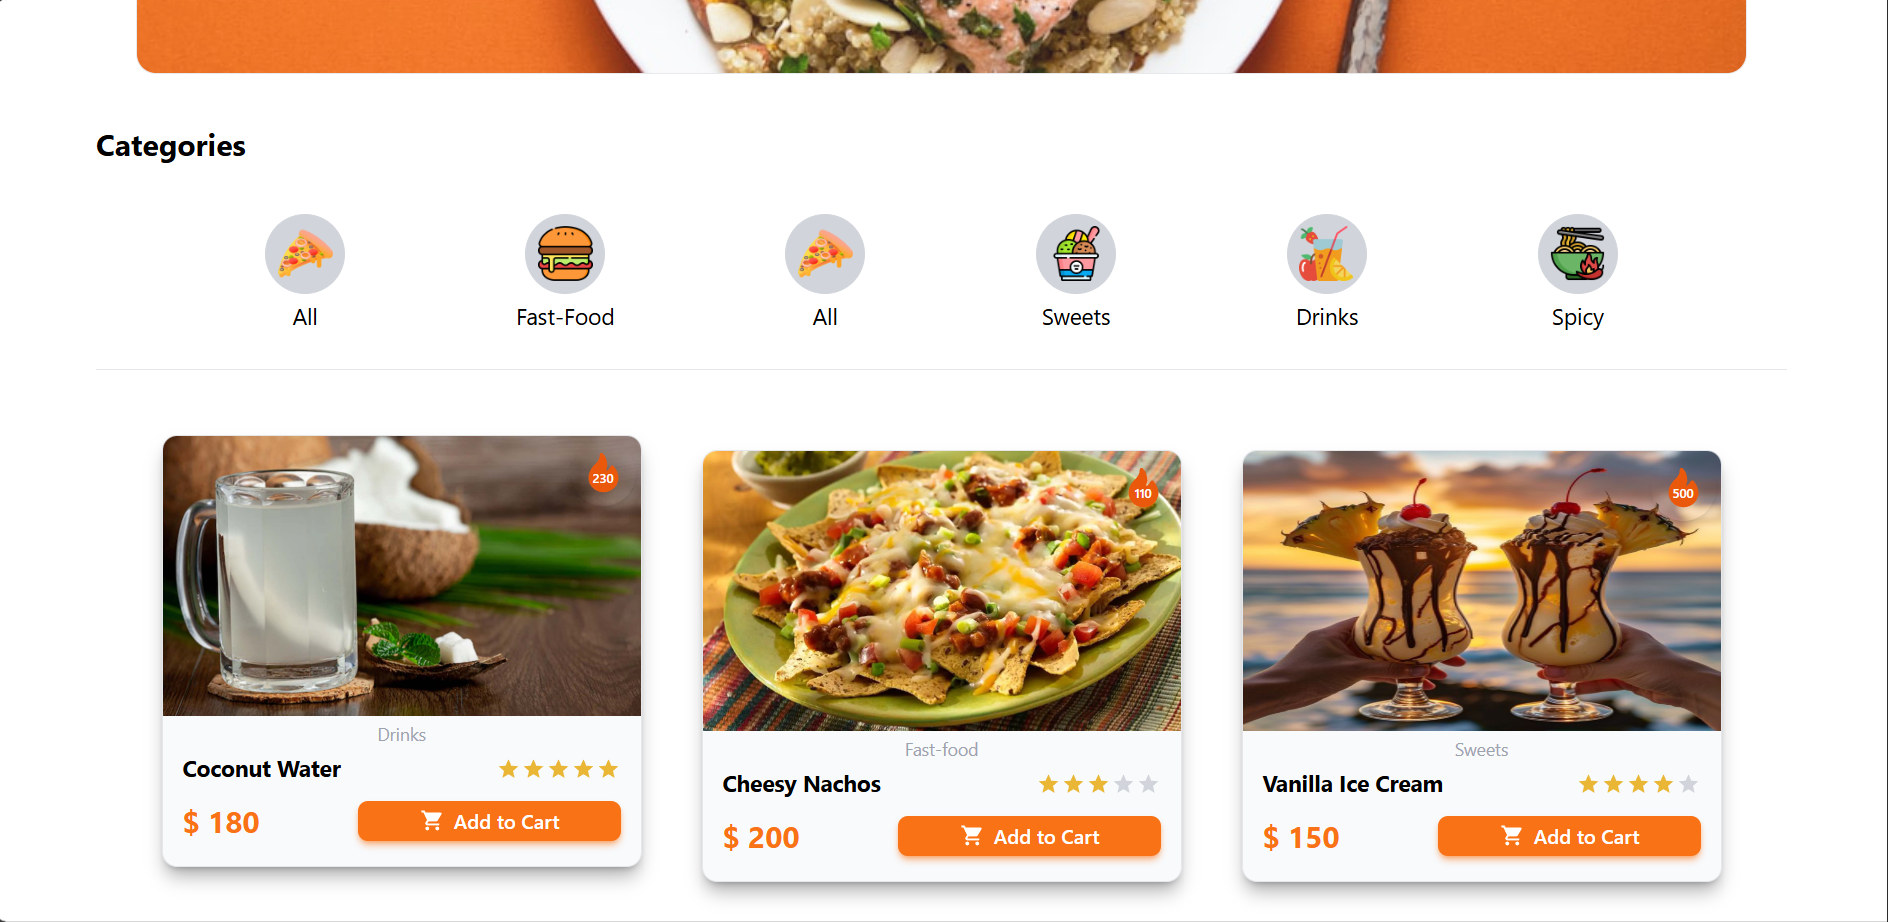 Categories
All
Fast-Food
All
Sweets
Drinks
Spicy
230
Drinks
Coconut Water
$ 180
Add to Cart
110
Fast-food
Cheesy Nachos
$ 200
Add to Cart
500
Sweets
Vanilla Ice Cream
$ 150
Add to Cart